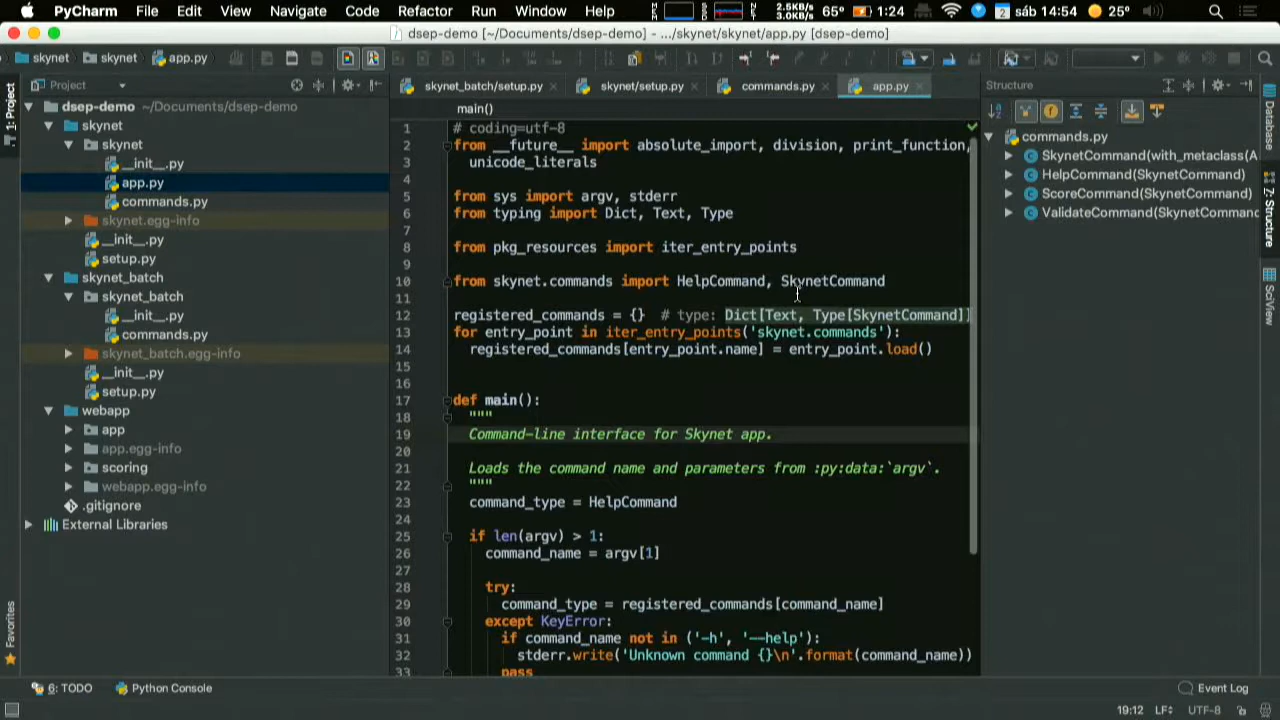 PyCharm File Edit View Navigate Code Refactor Run Window Help 2.5KB/s 3.0KB/s 65° 1:24 2 sáb 14:54 25°
dsep-demo [~/Documents/dsep-demo] - .../skynet/skynet/app.py [dsep-demo]
skynet skynet app.py
Project skynet_batch/setup.py skynet/setup.py commands.py app.py Structure
main()
1: Project
dsep-demo ~/Documents/dsep-demo
skynet
skynet
__init__.py
app.py
commands.py
skynet.egg-info
__init__.py
setup.py
skynet_batch
skynet_batch
__init__.py
commands.py
skynet_batch.egg-info
__init__.py
setup.py
webapp
app
app.egg-info
scoring
webapp.egg-info
.gitignore
External Libraries
Favorites
1 # coding=utf-8
2 from __future__ import absolute_import, division, print_function,
3 unicode_literals
4
5 from sys import argv, stderr
6 from typing import Dict, Text, Type
7
8 from pkg_resources import iter_entry_points
9
10 from skynet.commands import HelpCommand, SkynetCommand
11
12 registered_commands = {} # type: Dict[Text, Type[SkynetCommand]]
13 for entry_point in iter_entry_points('skynet.commands'):
14 registered_commands[entry_point.name] = entry_point.load()
15
16
17 def main():
18 """
19 Command-line interface for Skynet app.
20
21 Loads the command name and parameters from :py:data:`argv`.
22 """
23 command_type = HelpCommand
24
25 if len(argv) > 1:
26 command_name = argv[1]
27
28 try:
29 command_type = registered_commands[command_name]
30 except KeyError:
31 if command_name not in ('-h', '--help'):
32 stderr.write('Unknown command {}\n'.format(command_name))
33 pass
commands.py
SkynetCommand(with_metaclass(A
HelpCommand(SkynetCommand)
ScoreCommand(SkynetCommand)
ValidateCommand(SkynetCommand
Database
7: Structure
SciView
6: TODO Python Console Event Log
19:12 LF UTF-8